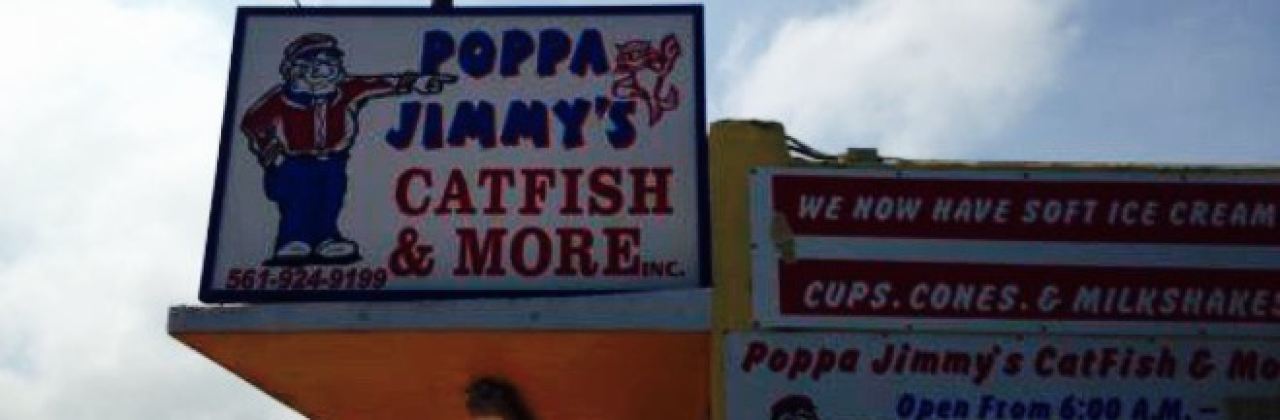 POPPA
JIMMY'S
CATFISH
& MORE INC.
561-924-9199
WE NOW HAVE SOFT ICE CREAM
CUPS. CONES. & MILKSHAKES
Poppa Jimmy's CatFish & Mo
Open From 6:00 A.M. -